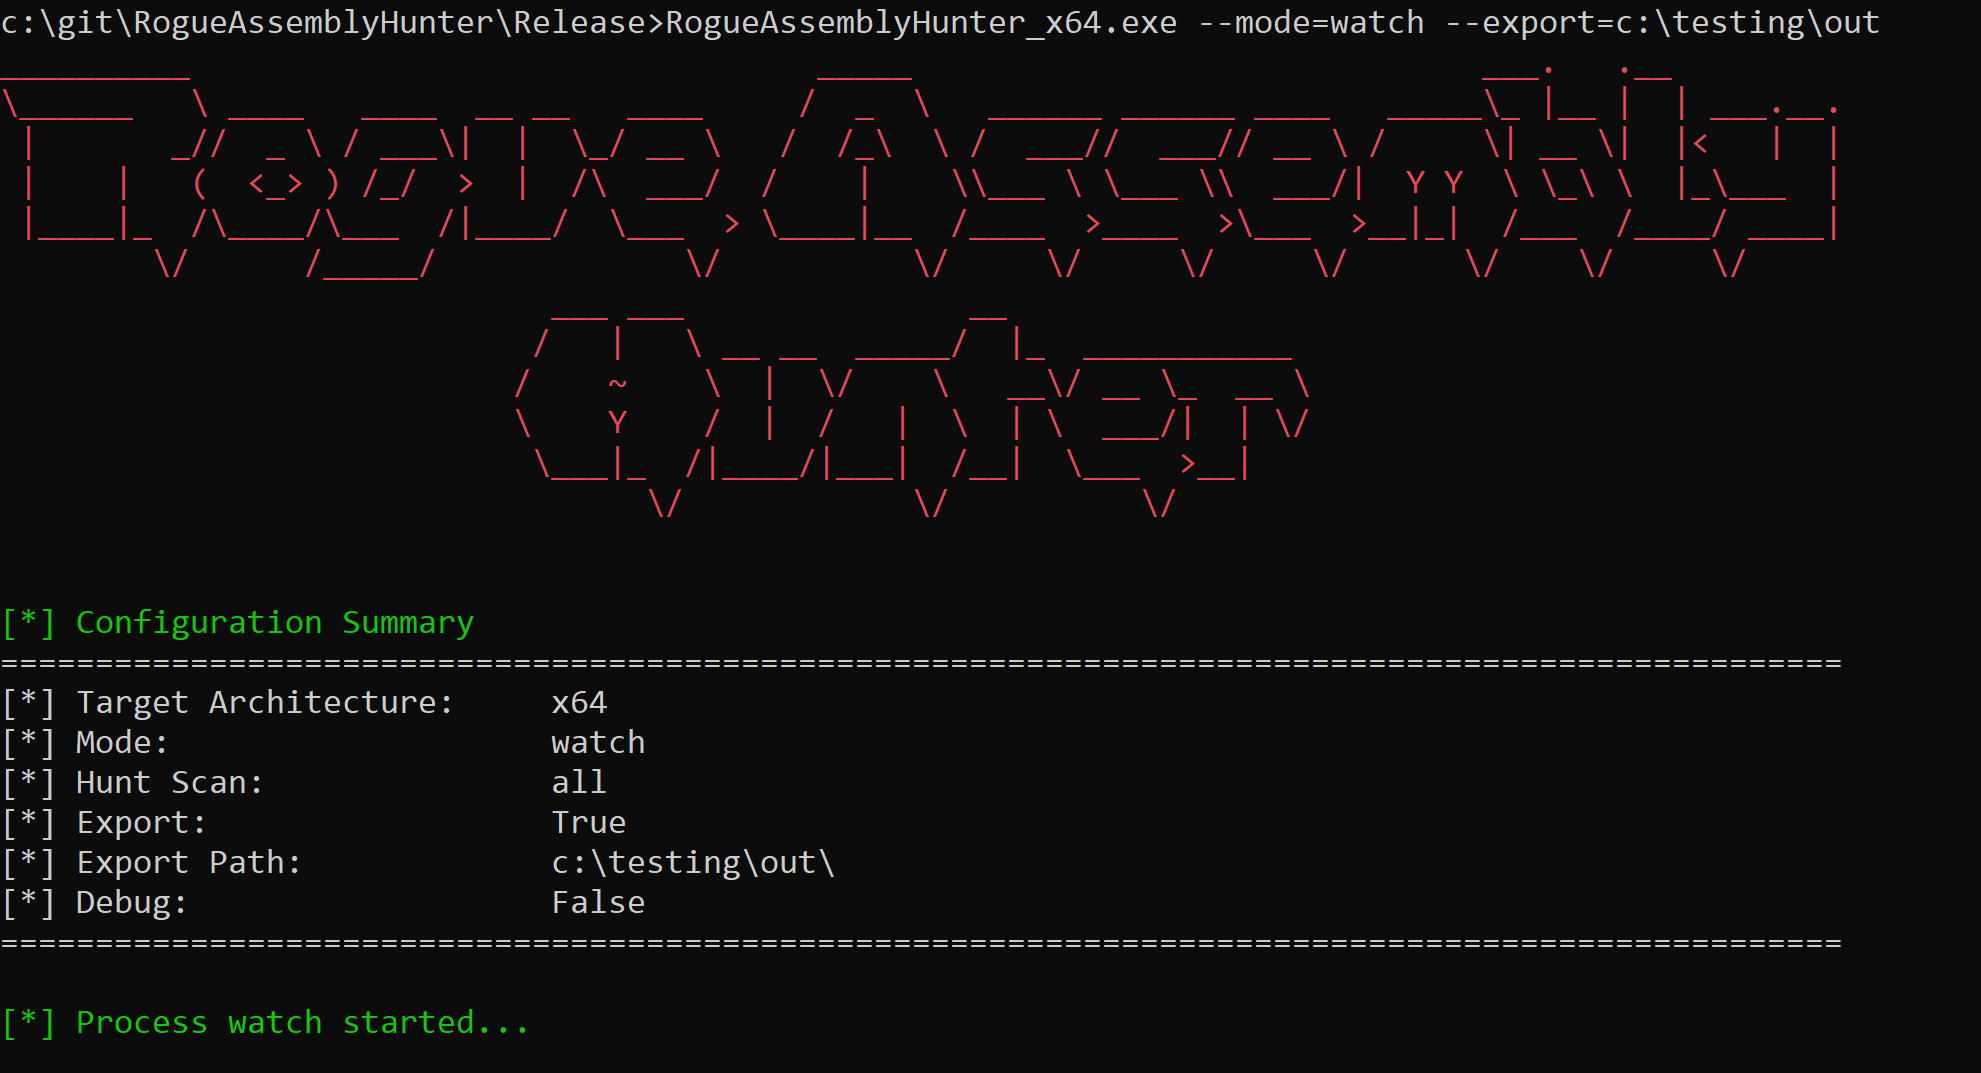 c:\git\RogueAssemblyHunter\Release>RogueAssemblyHunter_x64.exe --mode=watch --export=c:\testing\out
Rogue Assembly
Hunter
[*] Configuration Summary
=================================================================================================
[*] Target Architecture:     x64
[*] Mode:                    watch
[*] Hunt Scan:               all
[*] Export:                  True
[*] Export Path:             c:\testing\out\
[*] Debug:                   False
=================================================================================================
[*] Process watch started...